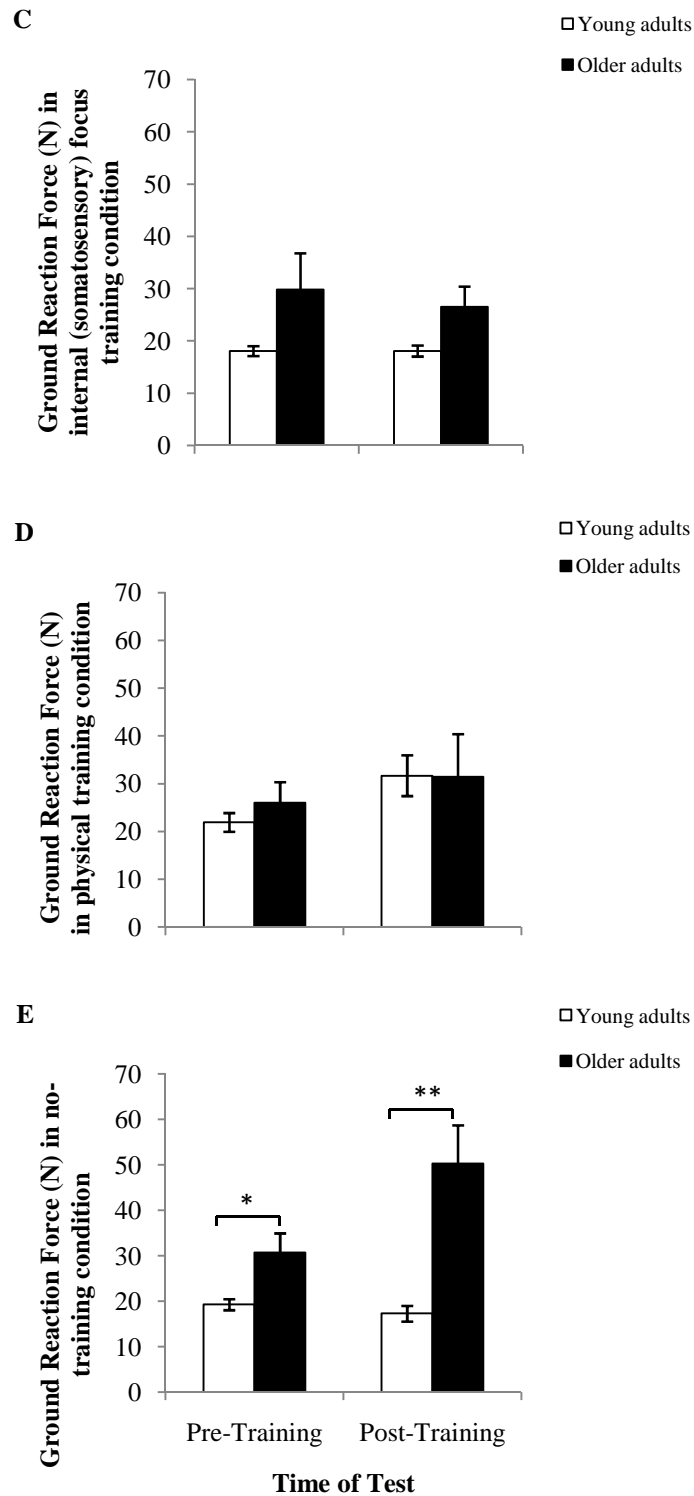 C
Young adults
Older adults
Ground Reaction Force (N) in
internal (somatosensory) focus
training condition
70
60
50
40
30
20
10
0
D
Young adults
Older adults
Ground Reaction Force (N)
in physical training condition
70
60
50
40
30
20
10
0
E
Young adults
Older adults
Ground Reaction Force (N) in no-
training condition
70
60
50
40
30
20
10
0
*
**
Pre-Training Post-Training
Time of Test